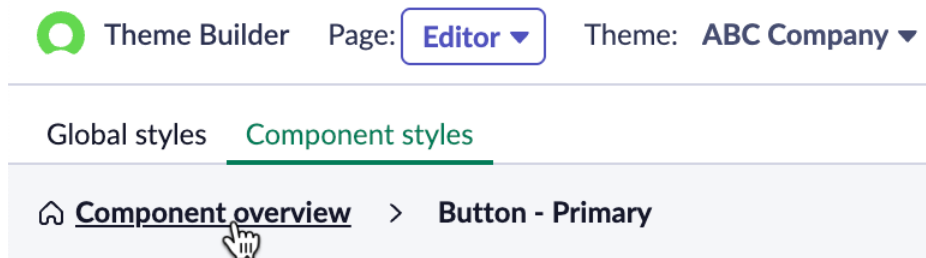 Theme Builder Page: Editor Theme: ABC Company
Global styles Component styles
Component overview > Button - Primary